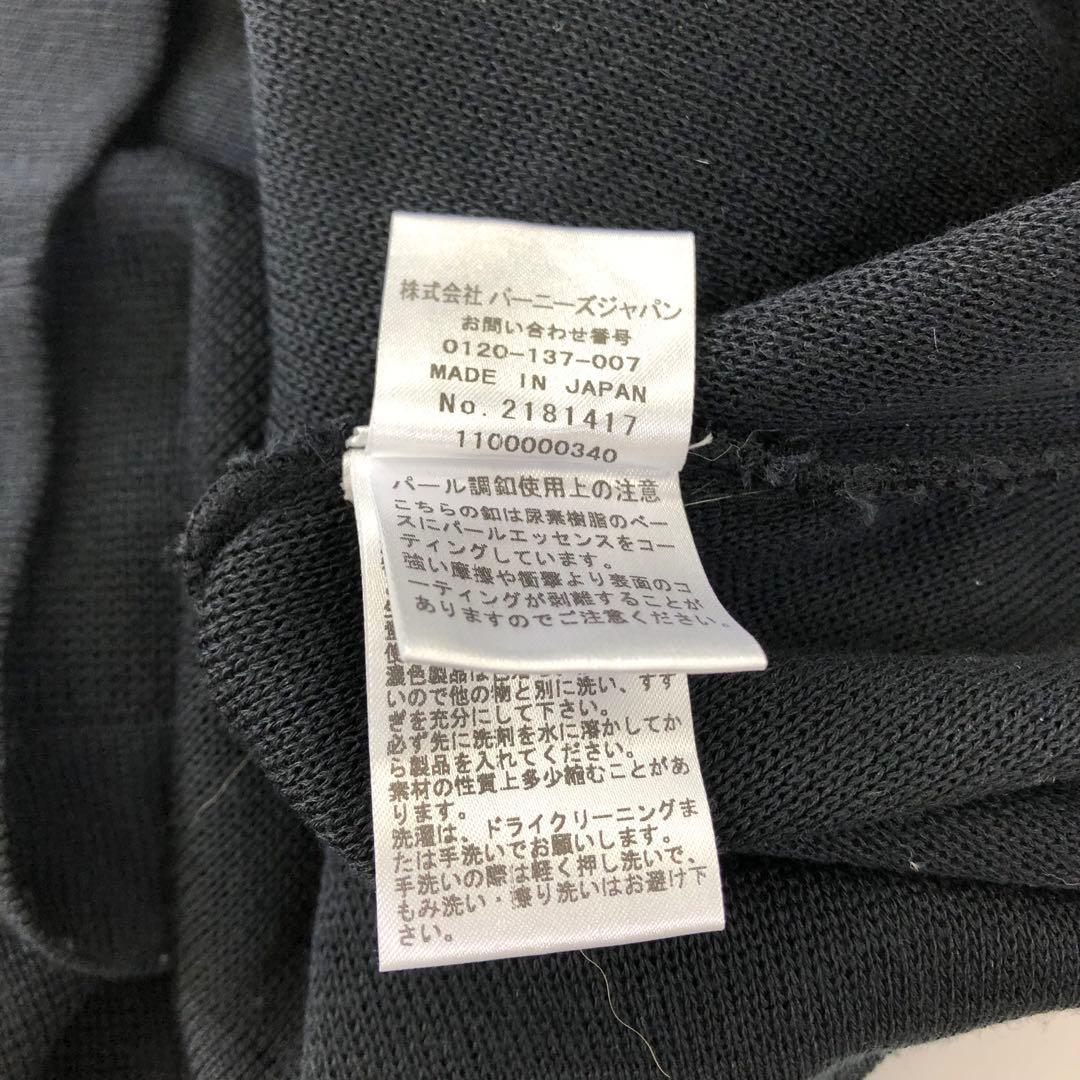 株式会社 バーニーズジャパン
お問い合わせ番号
0120-137-007
MADE IN JAPAN
No. 2181417
1100000340
パール調釦使用上の注意
こちらの釦は尿素樹脂のベー
スにパールエッセンスをコー
ティングしています。
強い摩擦や衝撃より表面のコ
ーティングが剥離することが
ありますのでご注意ください。
使
濃色製品は
いので他の物と別に洗い、すす
ぎを充分にして下さい。
必ず先に洗剤を水に溶かしてか
ら製品を入れてください。
素材の性質上多少縮むことがあ
ります。
洗濯は、ドライクリーニングま
たは手洗いでお願いします。
手洗いの際は軽く押し洗いで、
もみ洗い・擦り洗いはお避け下
さい。